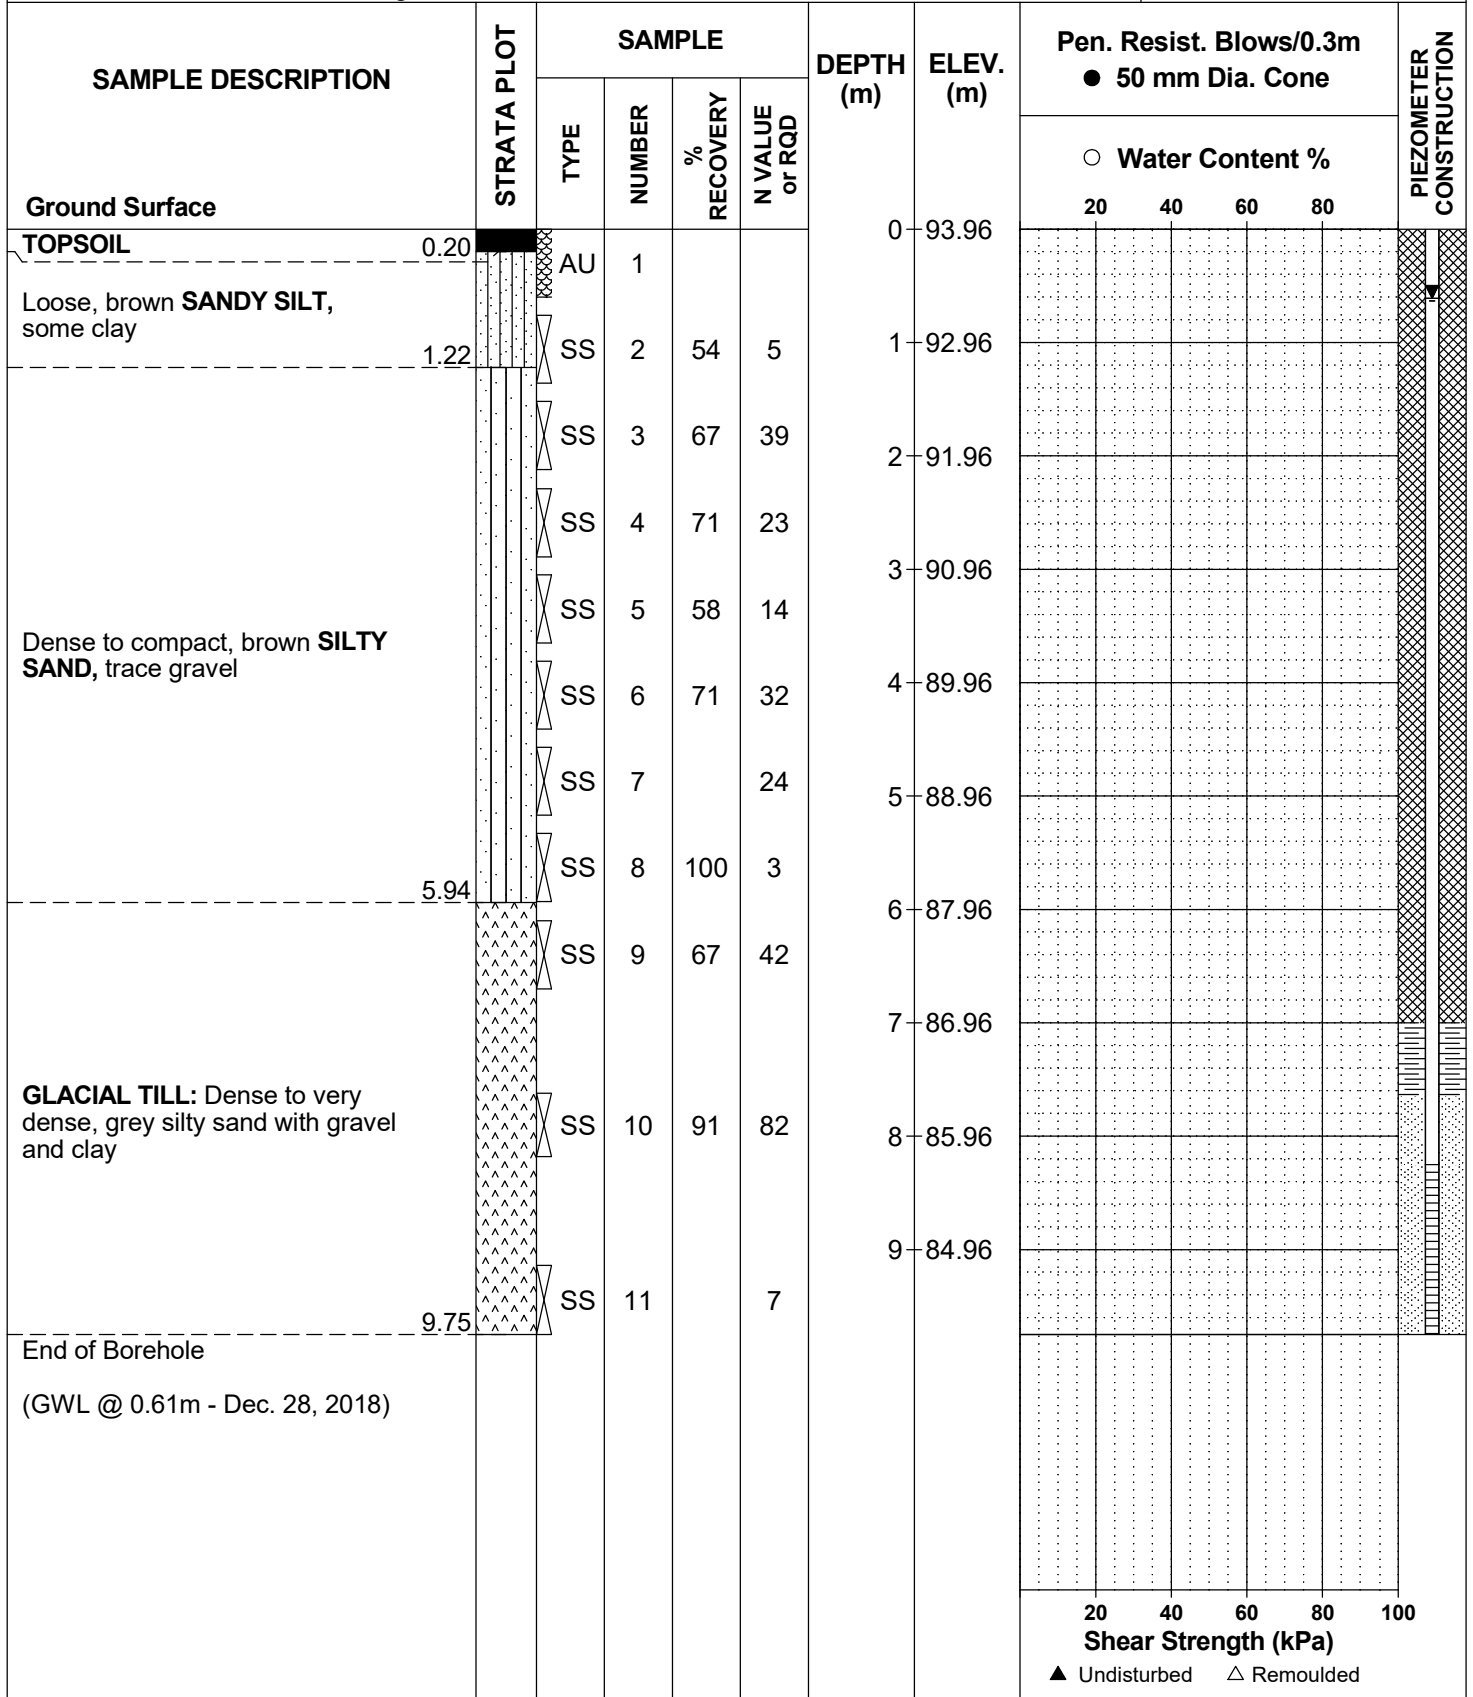 SAMPLE DESCRIPTION
STRATA PLOT
SAMPLE
TYPE
NUMBER
%
RECOVERY
N VALUE
or RQD
DEPTH
(m)
ELEV.
(m)
Pen. Resist. Blows/0.3m
● 50 mm Dia. Cone
○ Water Content %
PIEZOMETER
CONSTRUCTION
Ground Surface
20 40 60 80
0 93.96
TOPSOIL 0.20
AU 1
Loose, brown SANDY SILT,
some clay
1.22
SS 2 54 5
1 92.96
SS 3 67 39
2 91.96
SS 4 71 23
3 90.96
SS 5 58 14
Dense to compact, brown SILTY
SAND, trace gravel
4 89.96
SS 6 71 32
SS 7 24
5 88.96
SS 8 100 3
5.94
6 87.96
SS 9 67 42
7 86.96
GLACIAL TILL: Dense to very
dense, grey silty sand with gravel
and clay
SS 10 91 82
8 85.96
9 84.96
SS 11 7
9.75
End of Borehole
(GWL @ 0.61m - Dec. 28, 2018)
20 40 60 80 100
Shear Strength (kPa)
▲ Undisturbed △ Remoulded